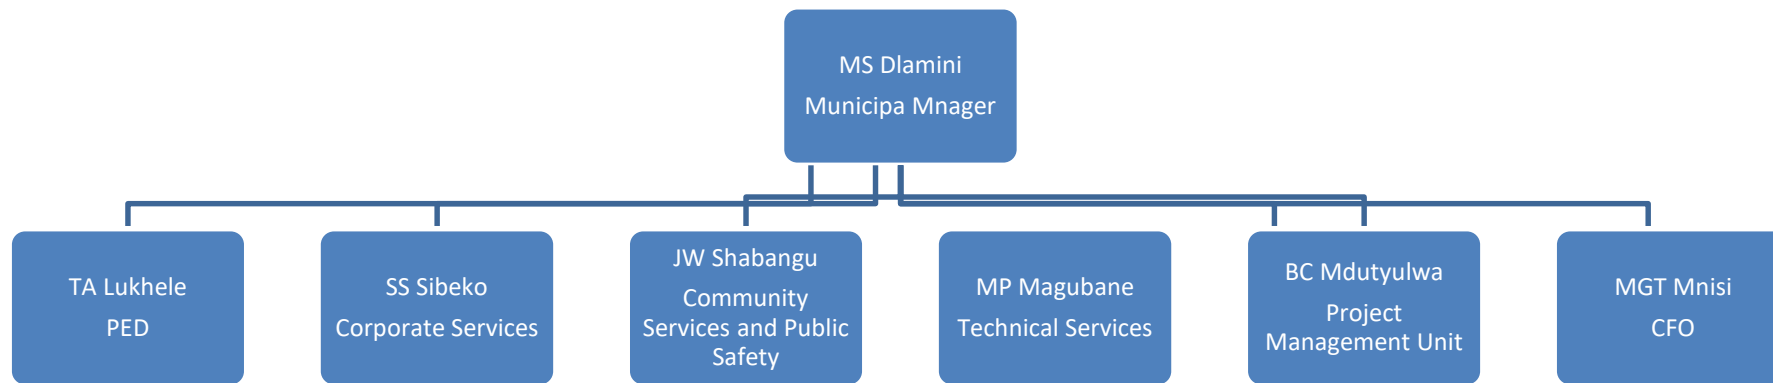 MS Dlamini
Municipa Mnager
TA Lukhele
PED
SS Sibeko
Corporate Services
JW Shabangu
Community
Services and Public
Safety
MP Magubane
Technical Services
BC Mdutyulwa
Project
Management Unit
MGT Mnisi
CFO